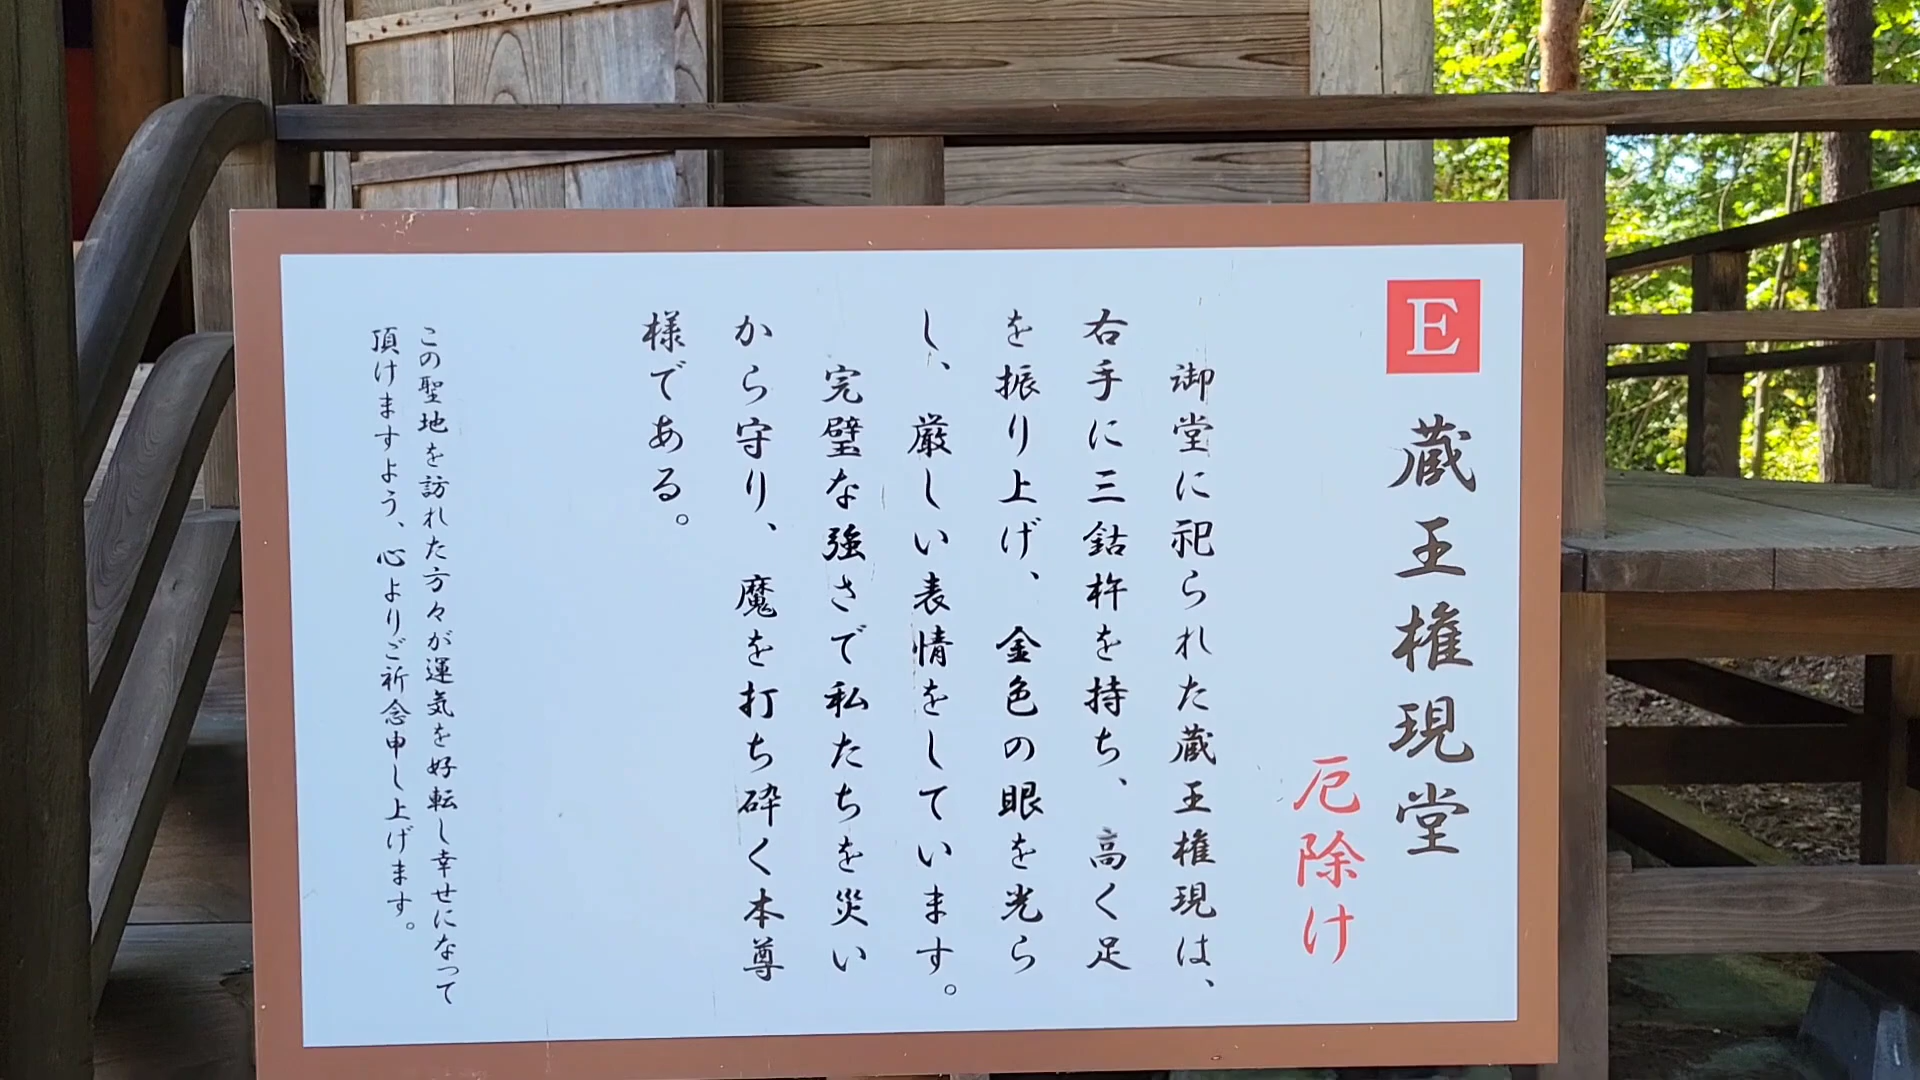 E 蔵王権現堂
厄除け
御堂に祀られた蔵王権現は、
右手に三鈷杵を持ち、高く足
を振り上げ、金色の眼を光ら
し、厳しい表情をしています。
完璧な強さで私たちを災い
から守り、魔を打ち砕く本尊
様である。
この聖地を訪れた方々が運気を好転し幸せになって
頂けますよう、心よりご祈念申し上げます。